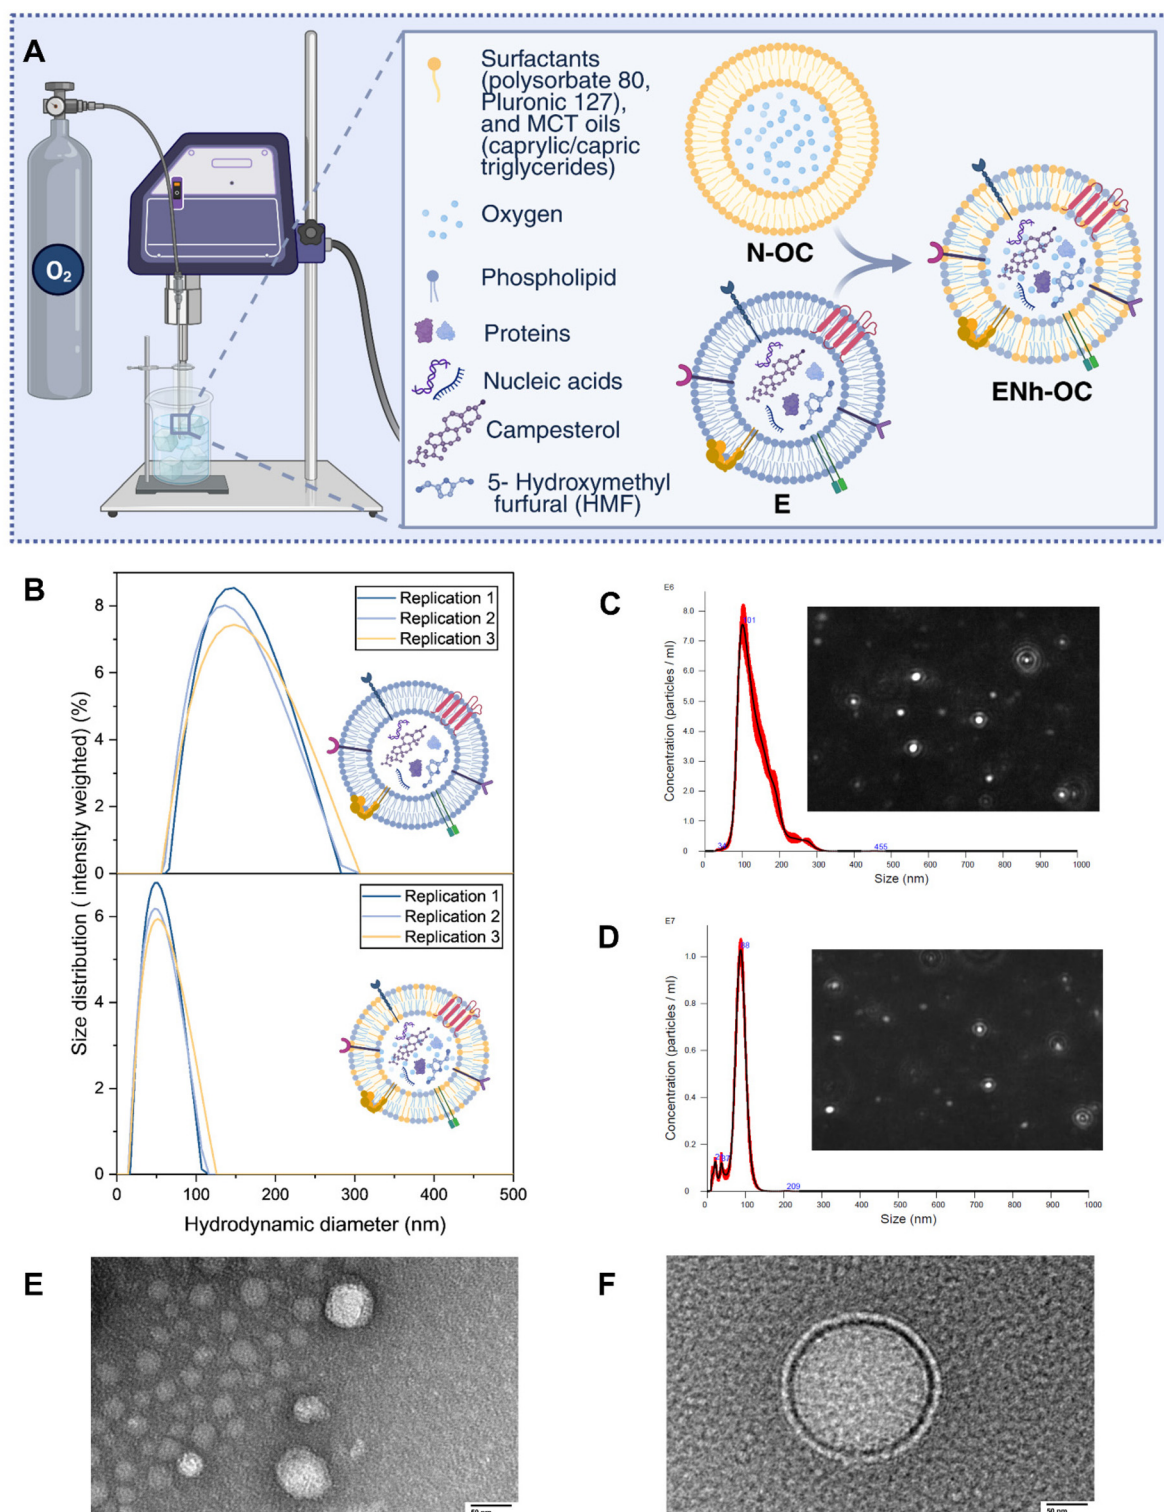 A
O2
Surfactants
(polysorbate 80,
Pluronic 127),
and MCT oils
(caprylic/capric
triglycerides)
Oxygen
Phospholipid
Proteins
Nucleic acids
Campesterol
5- Hydroxymethyl
furfural (HMF)
N-OC
E
ENh-OC
B
Size distribution ( intensity weighted) (%)
8
6
4
2
0
Replication 1
Replication 2
Replication 3
6
4
2
0
Replication 1
Replication 2
Replication 3
0 100 200 300 400 500
Hydrodynamic diameter (nm)
C
E6
Concentration (particles / ml)
8.0
7.0
6.0
5.0
4.0
3.0
2.0
1.0
0
101
455
0 100 200 300 400 500 600 700 800 900 1000
Size (nm)
D
E7
Concentration (particles / ml)
1.0
0.8
0.6
0.4
0.2
0
88
209
0 100 200 300 400 500 600 700 800 900 1000
Size (nm)
E
50 nm
F
50 nm